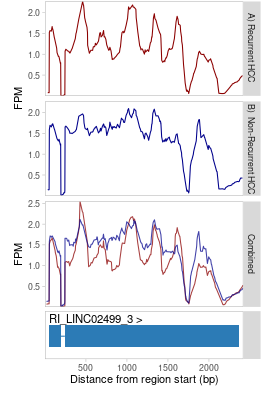 2.0
1.5
1.0
0.5
A) Recurrent HCC
FPM
2.0
1.5
1.0
0.5
B) Non-Recurrent HCC
2.5
2.0
1.5
1.0
0.5
FPM
Combined
RI_LINC02499_3 >
500
1000
1500
2000
Distance from region start (bp)